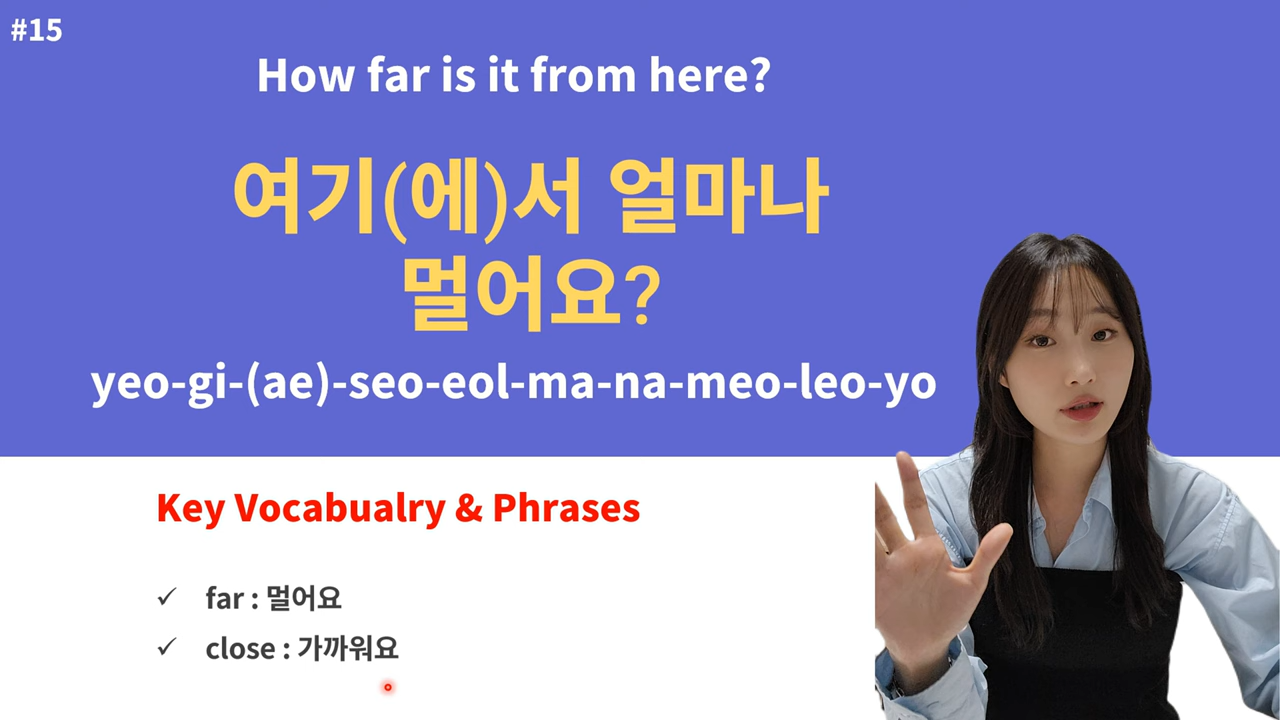 #15
How far is it from here?
여기(에)서 얼마나
멀어요?
yeo-gi-(ae)-seo-eol-ma-na-meo-leo-yo
Key Vocabualry & Phrases
✓ far : 멀어요
✓ close : 가까워요